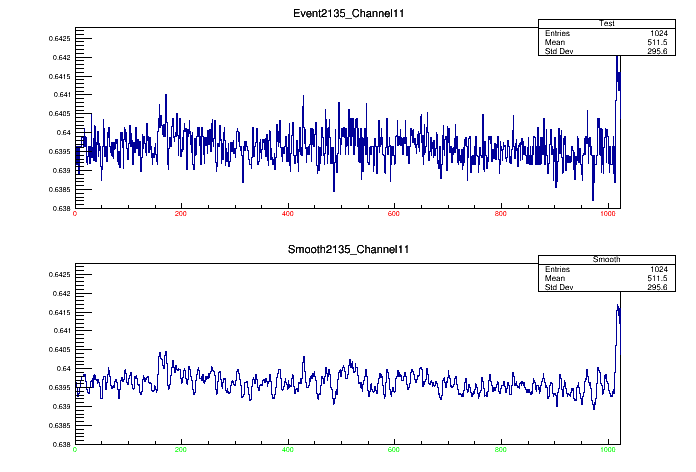 Event2135_Channel11
Test
Entries 1024
Mean 511.5
Std Dev 295.6
0.6425
0.642
0.6415
0.641
0.6405
0.64
0.6395
0.639
0.6385
0.638
0 200 400 600 800 1000
Smooth2135_Channel11
Smooth
Entries 1024
Mean 511.5
Std Dev 295.6
0.6425
0.642
0.6415
0.641
0.6405
0.64
0.6395
0.639
0.6385
0.638
0 200 400 600 800 1000